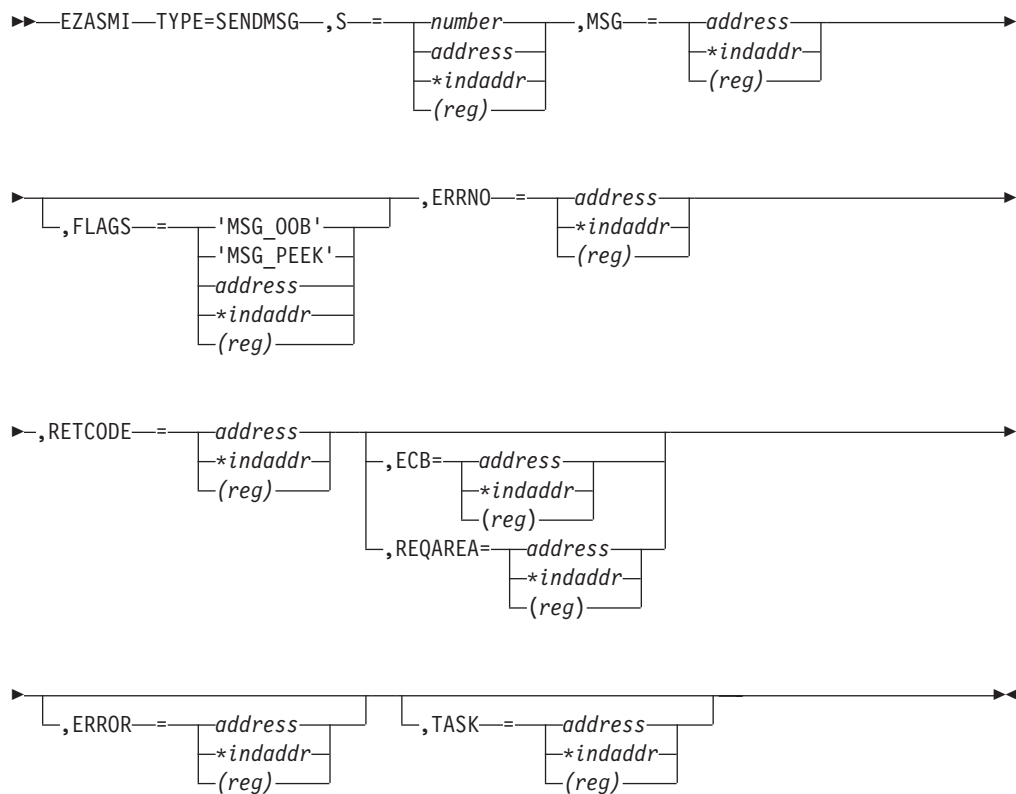 EZASMI TYPE=SENDMSG ,S = number ,MSG = address
address *indaddr
*indaddr (reg)
(reg)
,FLAGS = 'MSG_OOB' ,ERRNO = address
'MSG_PEEK' *indaddr
address (reg)
*indaddr
(reg)
,RETCODE = address
*indaddr ,ECB= address
(reg) *indaddr
(reg)
,REQAREA= address
*indaddr
(reg)
,ERROR = address ,TASK = address
*indaddr *indaddr
(reg) (reg)